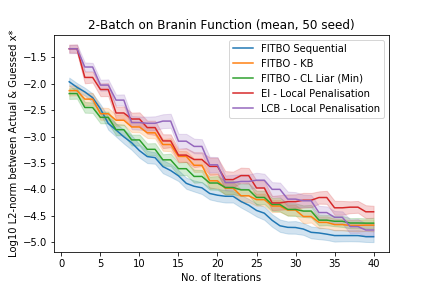 2-Batch on Branin Function (mean, 50 seed)
Log10 L2-norm between Actual & Guessed x*
−1.5
−2.0
−2.5
−3.0
−3.5
−4.0
−4.5
−5.0
FITBO Sequential
FITBO - KB
FITBO - CL Liar (Min)
EI - Local Penalisation
LCB - Local Penalisation
0 5 10 15 20 25 30 35 40
No. of Iterations